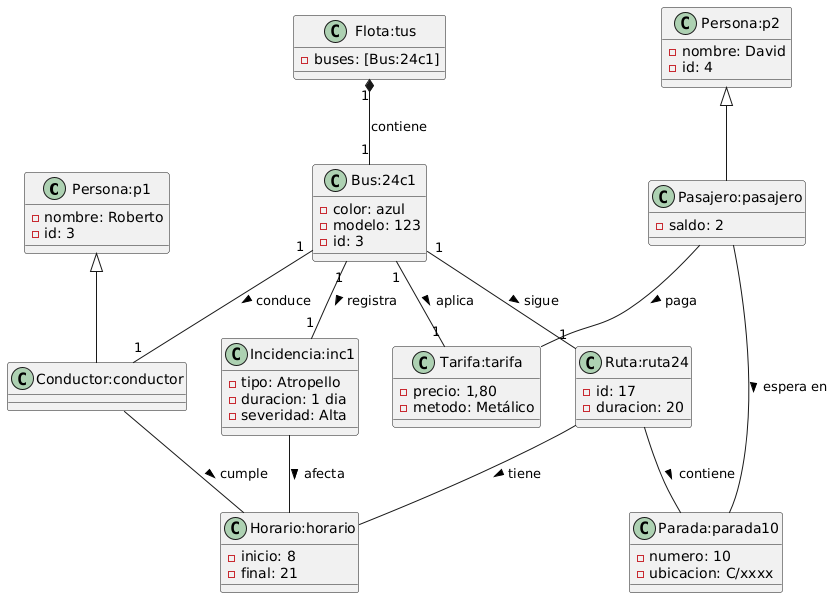 C Flota:tus
buses: [Bus:24c1]
C Persona:p2
nombre: David
id: 4
1
contiene
1
C Persona:p1
nombre: Roberto
id: 3
C Bus:24c1
color: azul
modelo: 123
id: 3
C Pasajero:pasajero
saldo: 2
1
1
1
1
conduce
registra
aplica
sigue
paga
1
1
1
1
C Conductor:conductor
C Incidencia:inc1
tipo: Atropello
duracion: 1 dia
severidad: Alta
C Tarifa:tarifa
precio: 1,80
metodo: Metálico
C Ruta:ruta24
id: 17
duracion: 20
espera en
cumple
afecta
tiene
contiene
C Horario:horario
inicio: 8
final: 21
C Parada:parada10
numero: 10
ubicacion: C/xxxx